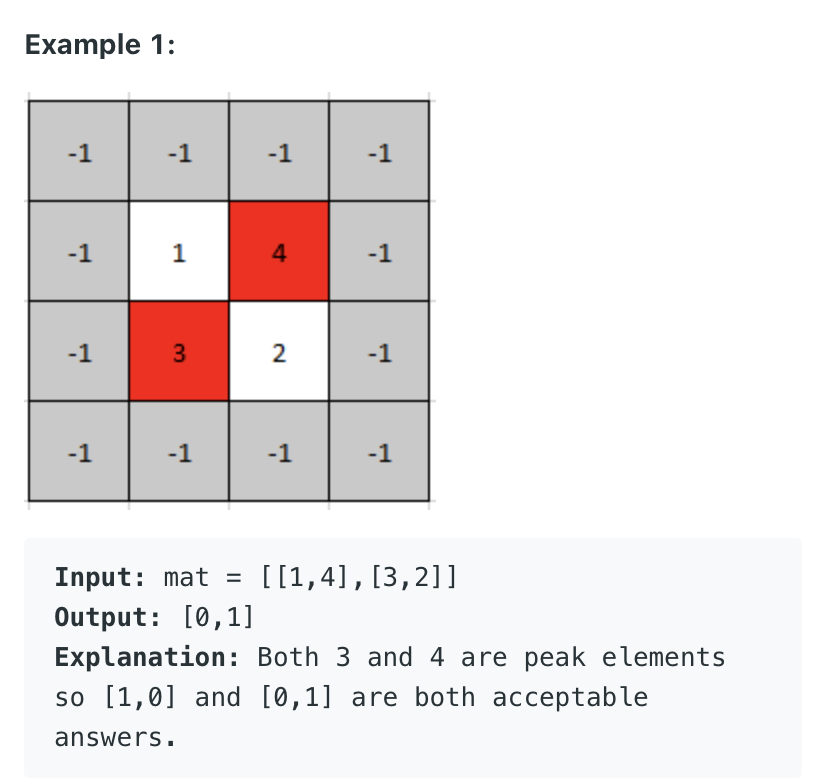 Example 1:
-1 -1 -1 -1
-1 1 4 -1
-1 3 2 -1
-1 -1 -1 -1
Input: mat = [[1,4],[3,2]]
Output: [0,1]
Explanation: Both 3 and 4 are peak elements
so [1,0] and [0,1] are both acceptable
answers.